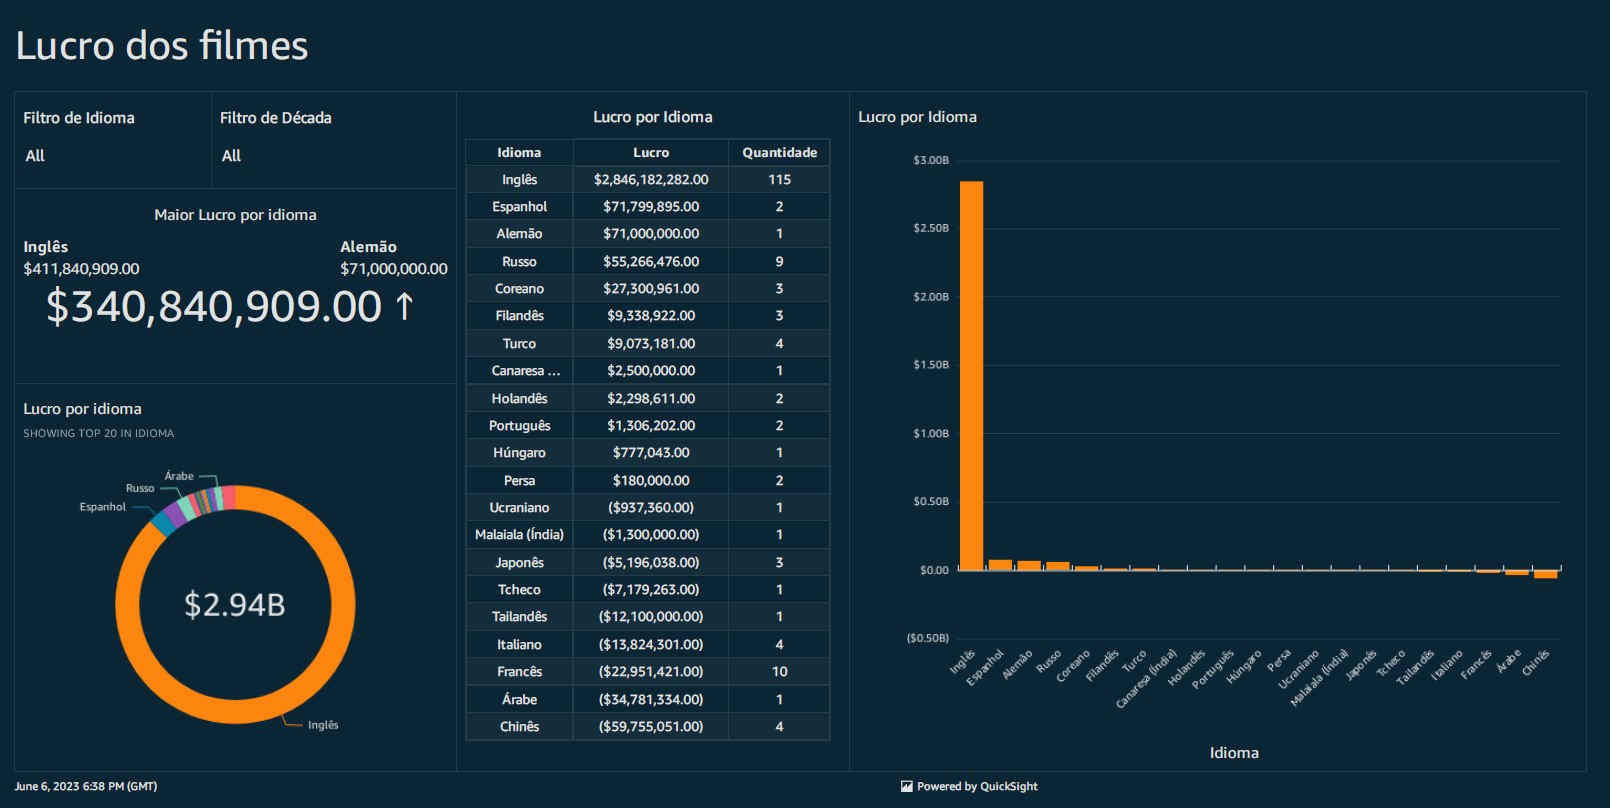 Lucro dos filmes
Filtro de Idioma
All
Filtro de Década
All
Maior Lucro por idioma
Inglês Alemão
$411,840,909.00 $71,000,000.00
$340,840,909.00 ↑
Lucro por idioma
SHOWING TOP 20 IN IDIOMA
Árabe
Russo
Espanhol
$2.94B
Inglês
Lucro por Idioma
Idioma Lucro Quantidade
Inglês $2,846,182,282.00 115
Espanhol $71,799,895.00 2
Alemão $71,000,000.00 1
Russo $55,266,476.00 9
Coreano $27,300,961.00 3
Filandês $9,338,922.00 3
Turco $9,073,181.00 4
Canaresa ... $2,500,000.00 1
Holandês $2,298,611.00 2
Português $1,306,202.00 2
Húngaro $777,043.00 1
Persa $180,000.00 2
Ucraniano ($937,360.00) 1
Malaiala (Índia) ($1,300,000.00) 1
Japonês ($5,196,038.00) 3
Tcheco ($7,179,263.00) 1
Tailandês ($12,100,000.00) 1
Italiano ($13,824,301.00) 4
Francês ($22,951,421.00) 10
Árabe ($34,781,334.00) 1
Chinês ($59,755,051.00) 4
Lucro por Idioma
$3.00B
$2.50B
$2.00B
$1.50B
$1.00B
$0.50B
$0.00
($0.50B)
Inglês
Espanhol
Alemão
Russo
Coreano
Filandês
Turco
Canaresa (Índia)
Holandês
Português
Húngaro
Persa
Ucraniano
Malaiala (Índia)
Japonês
Tcheco
Tailandês
Italiano
Francês
Árabe
Chinês
Idioma
June 6, 2023 6:38 PM (GMT)
Powered by QuickSight